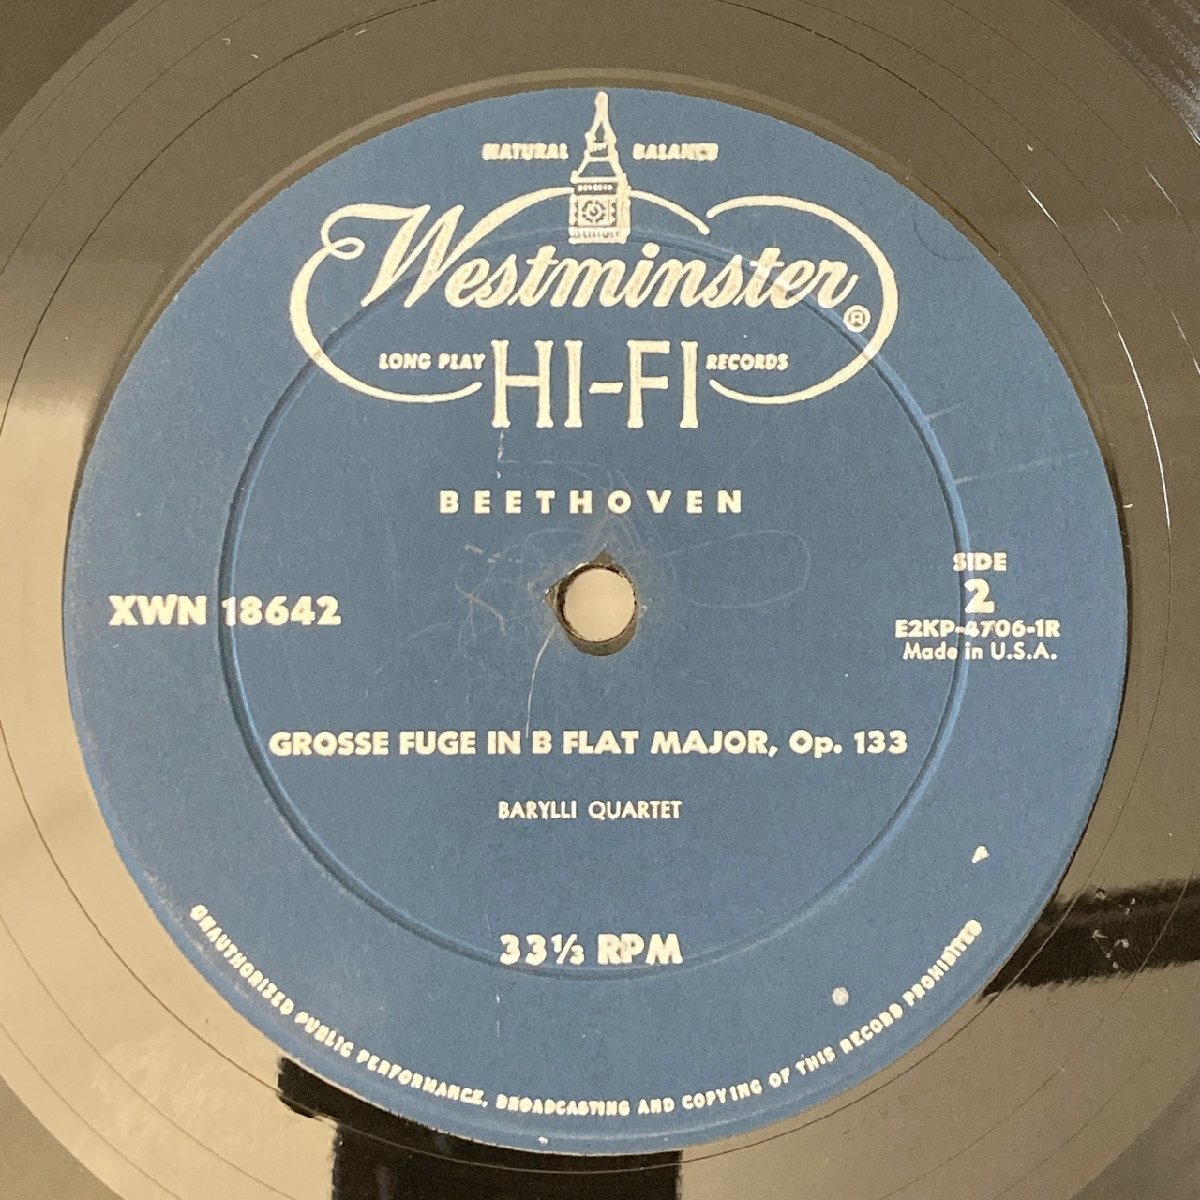 NATURAL BALANCE
Westminster ®
LONG PLAY HI-FI RECORDS
BEETHOVEN
XWN 18642
SIDE
2
E2KP-4706-1R
Made in U.S.A.
GROSSE FUGE IN B FLAT MAJOR, Op. 133
BARYLLI QUARTET
33⅓ RPM
UNAUTHORIZED PUBLIC PERFORMANCE, BROADCASTING AND COPYING OF THIS RECORD PROHIBITED